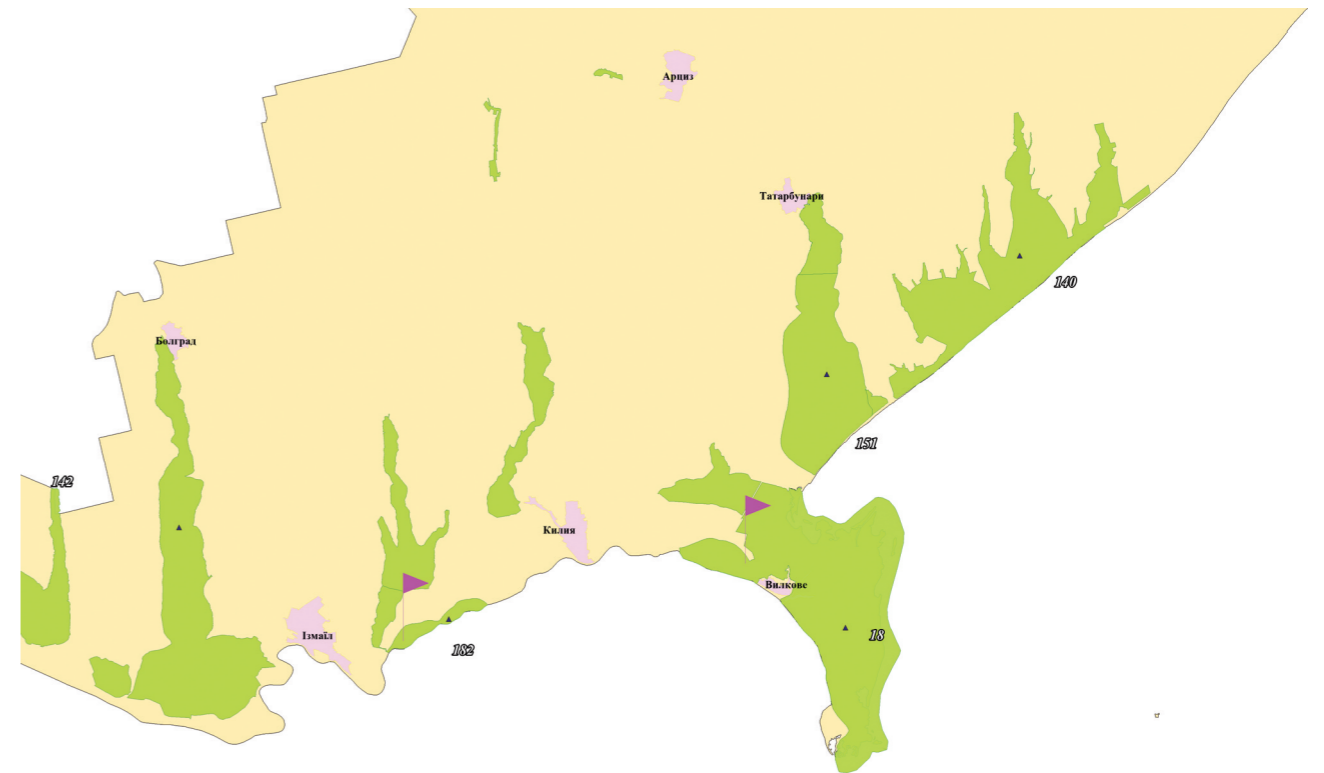 Арциз
Татарбунари
140
Болград
151
142
Килия
Вилкове
Ізмаїл
182
18